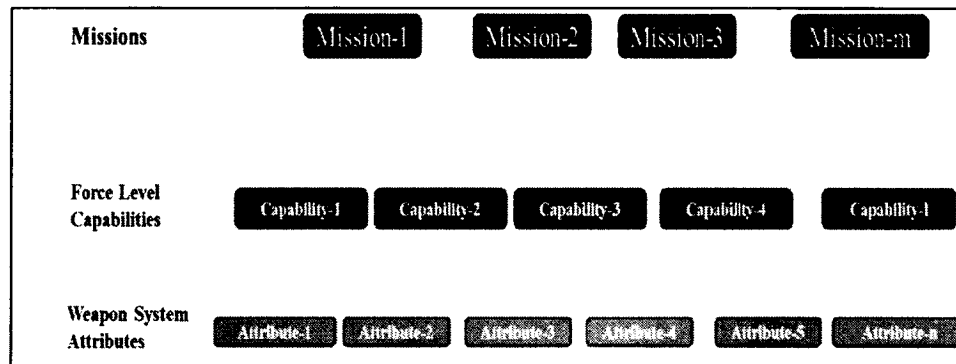 Missions Mission-1 Mission-2 Mission-3 Mission-m
Force Level
Capabilities
Capability-1 Capability-2 Capability-3 Capability-4 Capability-l
Weapon System
Attributes
Attribute-1 Attribute-2 Attribute-3 Attribute-4 Attribute-5 Attribute-n